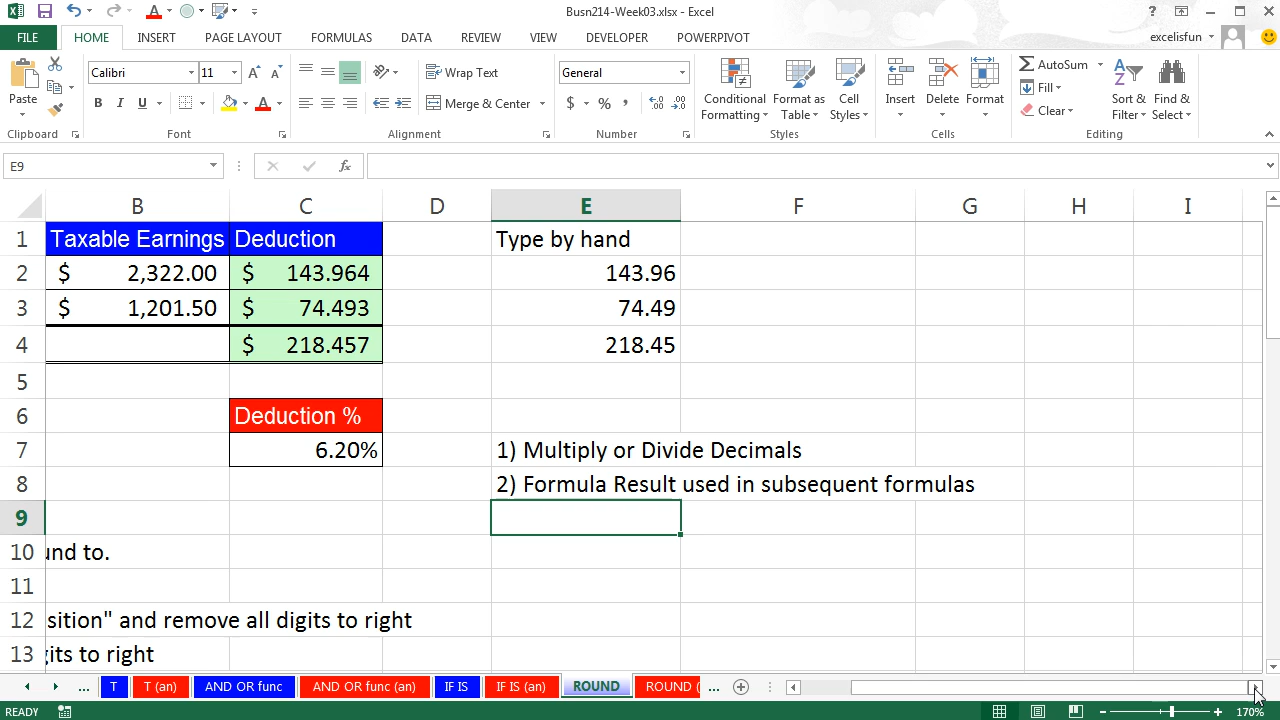 Busn214-Week03.xlsx - Excel
FILE HOME INSERT PAGE LAYOUT FORMULAS DATA REVIEW VIEW DEVELOPER POWERPIVOT excelisfun
Paste Calibri 11 Wrap Text General Conditional Formatting Format as Table Cell Styles Insert Delete Format AutoSum Sort & Filter Find & Select
B I U A Merge & Center $ % , Fill
Clear
Clipboard Font Alignment Number Styles Cells Editing
E9 fx
B C D E F G H I
1 Taxable Earnings Deduction Type by hand
2 $ 2,322.00 $ 143.964 143.96
3 $ 1,201.50 $ 74.493 74.49
4 $ 218.457 218.45
5
6 Deduction %
7 6.20% 1) Multiply or Divide Decimals
8 2) Formula Result used in subsequent formulas
9
10 und to.
11
12 sition" and remove all digits to right
13 gits to right
... T T (an) AND OR func AND OR func (an) IF IS IF IS (an) ROUND ROUND ( ...
READY 170%